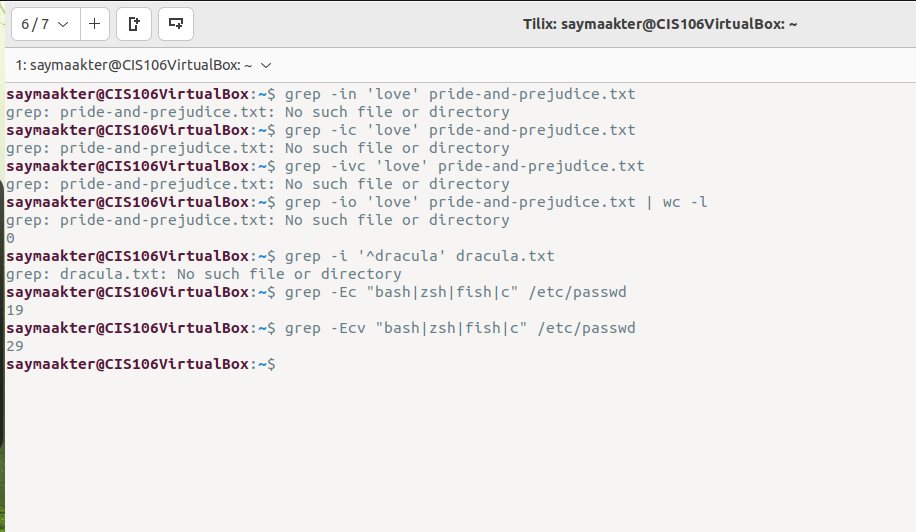 6 / 7
Tilix: saymaakter@CIS106VirtualBox: ~
1: saymaakter@CIS106VirtualBox: ~
saymaakter@CIS106VirtualBox:~$ grep -in 'love' pride-and-prejudice.txt
grep: pride-and-prejudice.txt: No such file or directory
saymaakter@CIS106VirtualBox:~$ grep -ic 'love' pride-and-prejudice.txt
grep: pride-and-prejudice.txt: No such file or directory
saymaakter@CIS106VirtualBox:~$ grep -ivc 'love' pride-and-prejudice.txt
grep: pride-and-prejudice.txt: No such file or directory
saymaakter@CIS106VirtualBox:~$ grep -io 'love' pride-and-prejudice.txt | wc -l
grep: pride-and-prejudice.txt: No such file or directory
0
saymaakter@CIS106VirtualBox:~$ grep -i '^dracula' dracula.txt
grep: dracula.txt: No such file or directory
saymaakter@CIS106VirtualBox:~$ grep -Ec "bash|zsh|fish|c" /etc/passwd
19
saymaakter@CIS106VirtualBox:~$ grep -Ecv "bash|zsh|fish|c" /etc/passwd
29
saymaakter@CIS106VirtualBox:~$